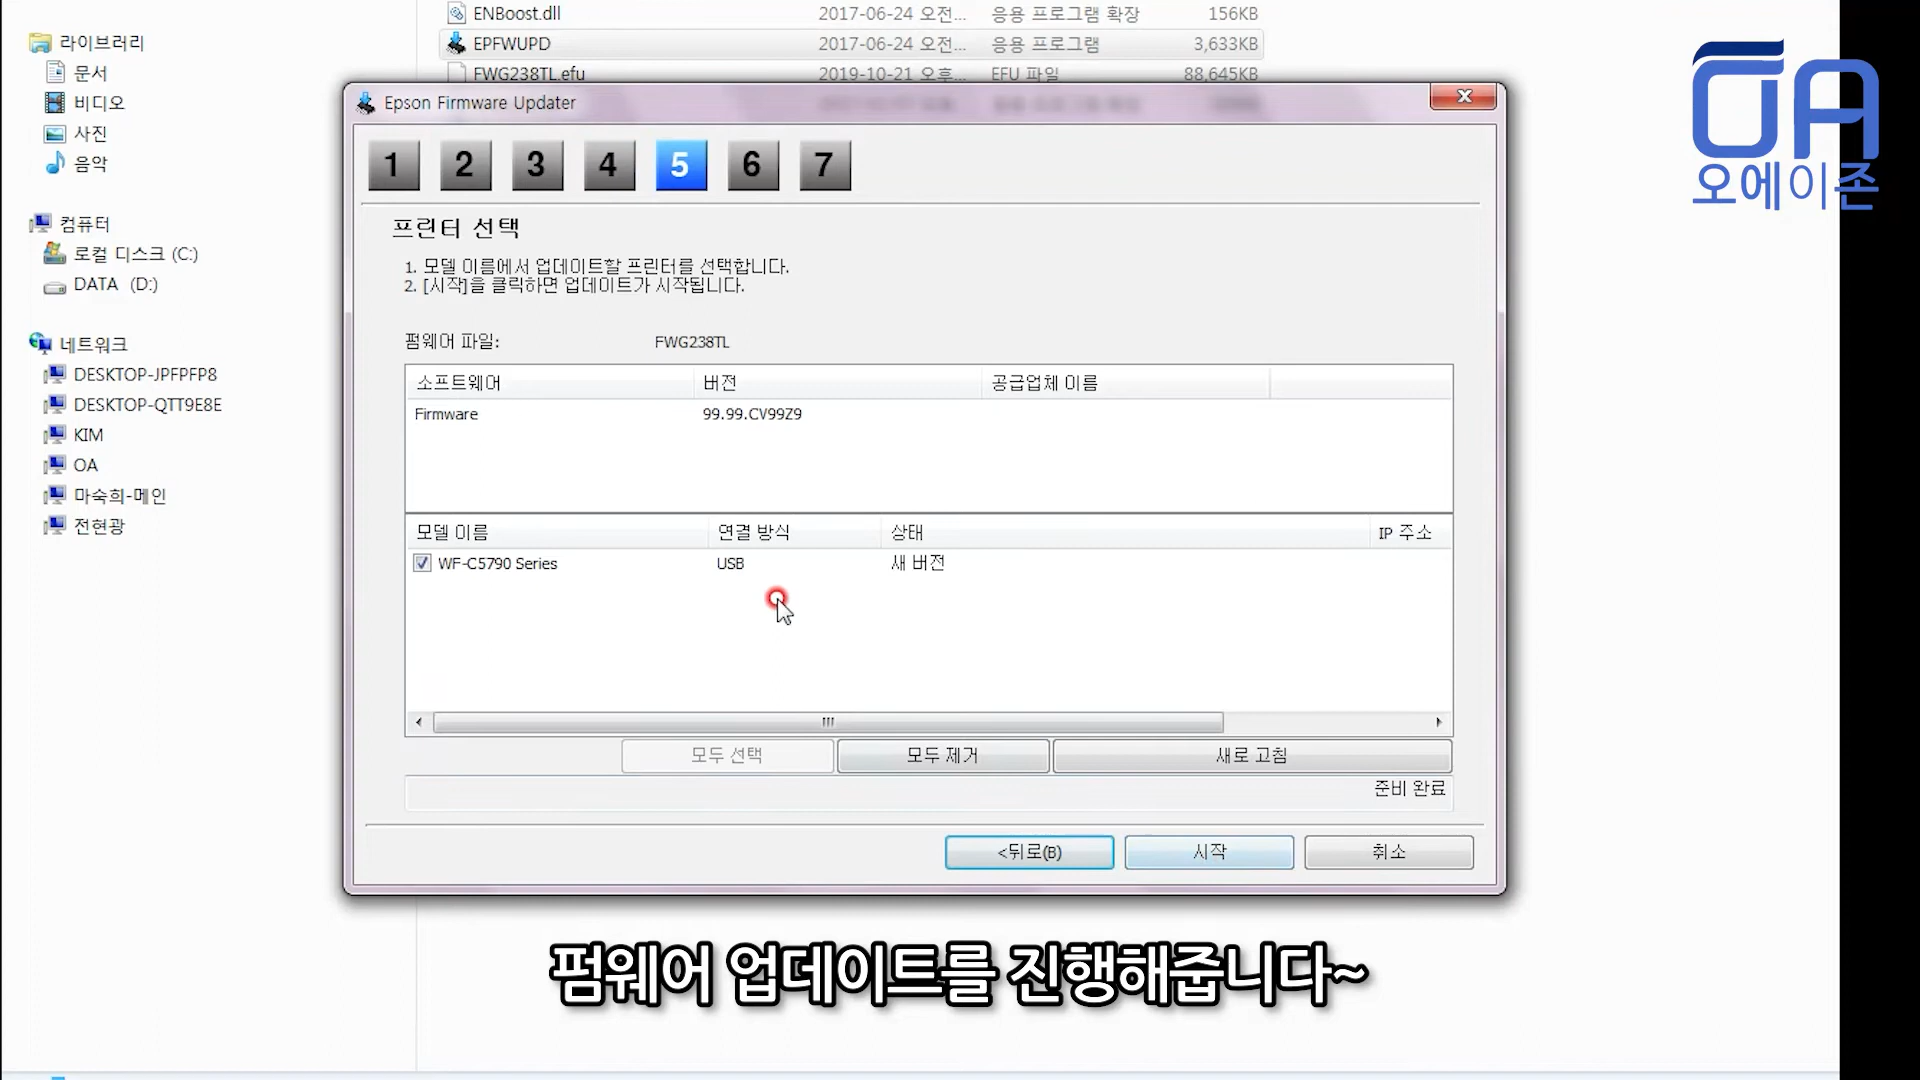 라이브러리
문서
비디오
사진
음악
컴퓨터
로컬 디스크 (C:)
DATA (D:)
네트워크
DESKTOP-JPFPFP8
DESKTOP-QTT9E8E
KIM
OA
마숙희-메인
전현광
ENBoost.dll 2017-06-24 오전... 응용 프로그램 확장 156KB
EPFWUPD 2017-06-24 오전... 응용 프로그램 3,633KB
FWG238TL.efu 2019-10-21 오후... EFU 파일 88,645KB
Epson Firmware Updater
1 2 3 4 5 6 7
프린터 선택
1. 모델 이름에서 업데이트할 프린터를 선택합니다.
2. [시작]을 클릭하면 업데이트가 시작됩니다.
펌웨어 파일: FWG238TL
소프트웨어 버전 공급업체 이름
Firmware 99.99.CV99Z9
모델 이름 연결 방식 상태 IP 주소
WF-C5790 Series USB 새 버전
모두 선택 모두 제거 새로 고침
준비 완료
<뒤로(B) 시작 취소
OA
오에이존
펌웨어 업데이트를 진행해줍니다~